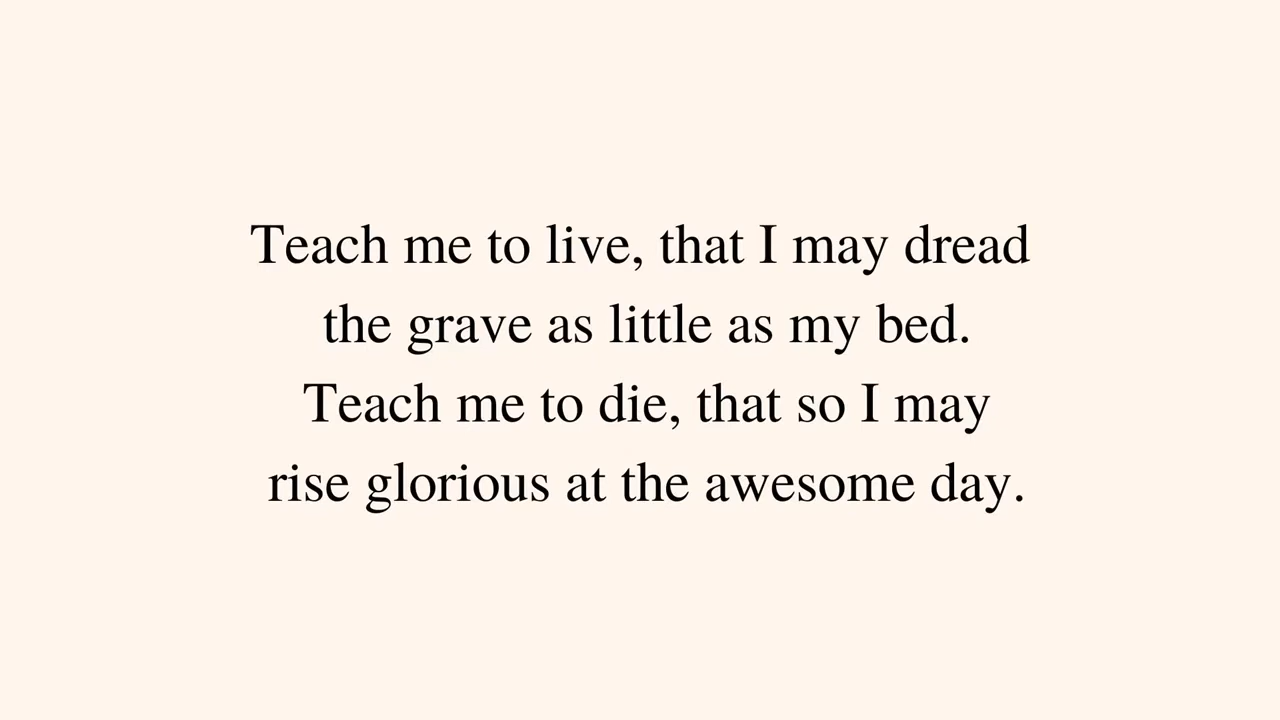 Teach me to live, that I may dread
the grave as little as my bed.
Teach me to die, that so I may
rise glorious at the awesome day.